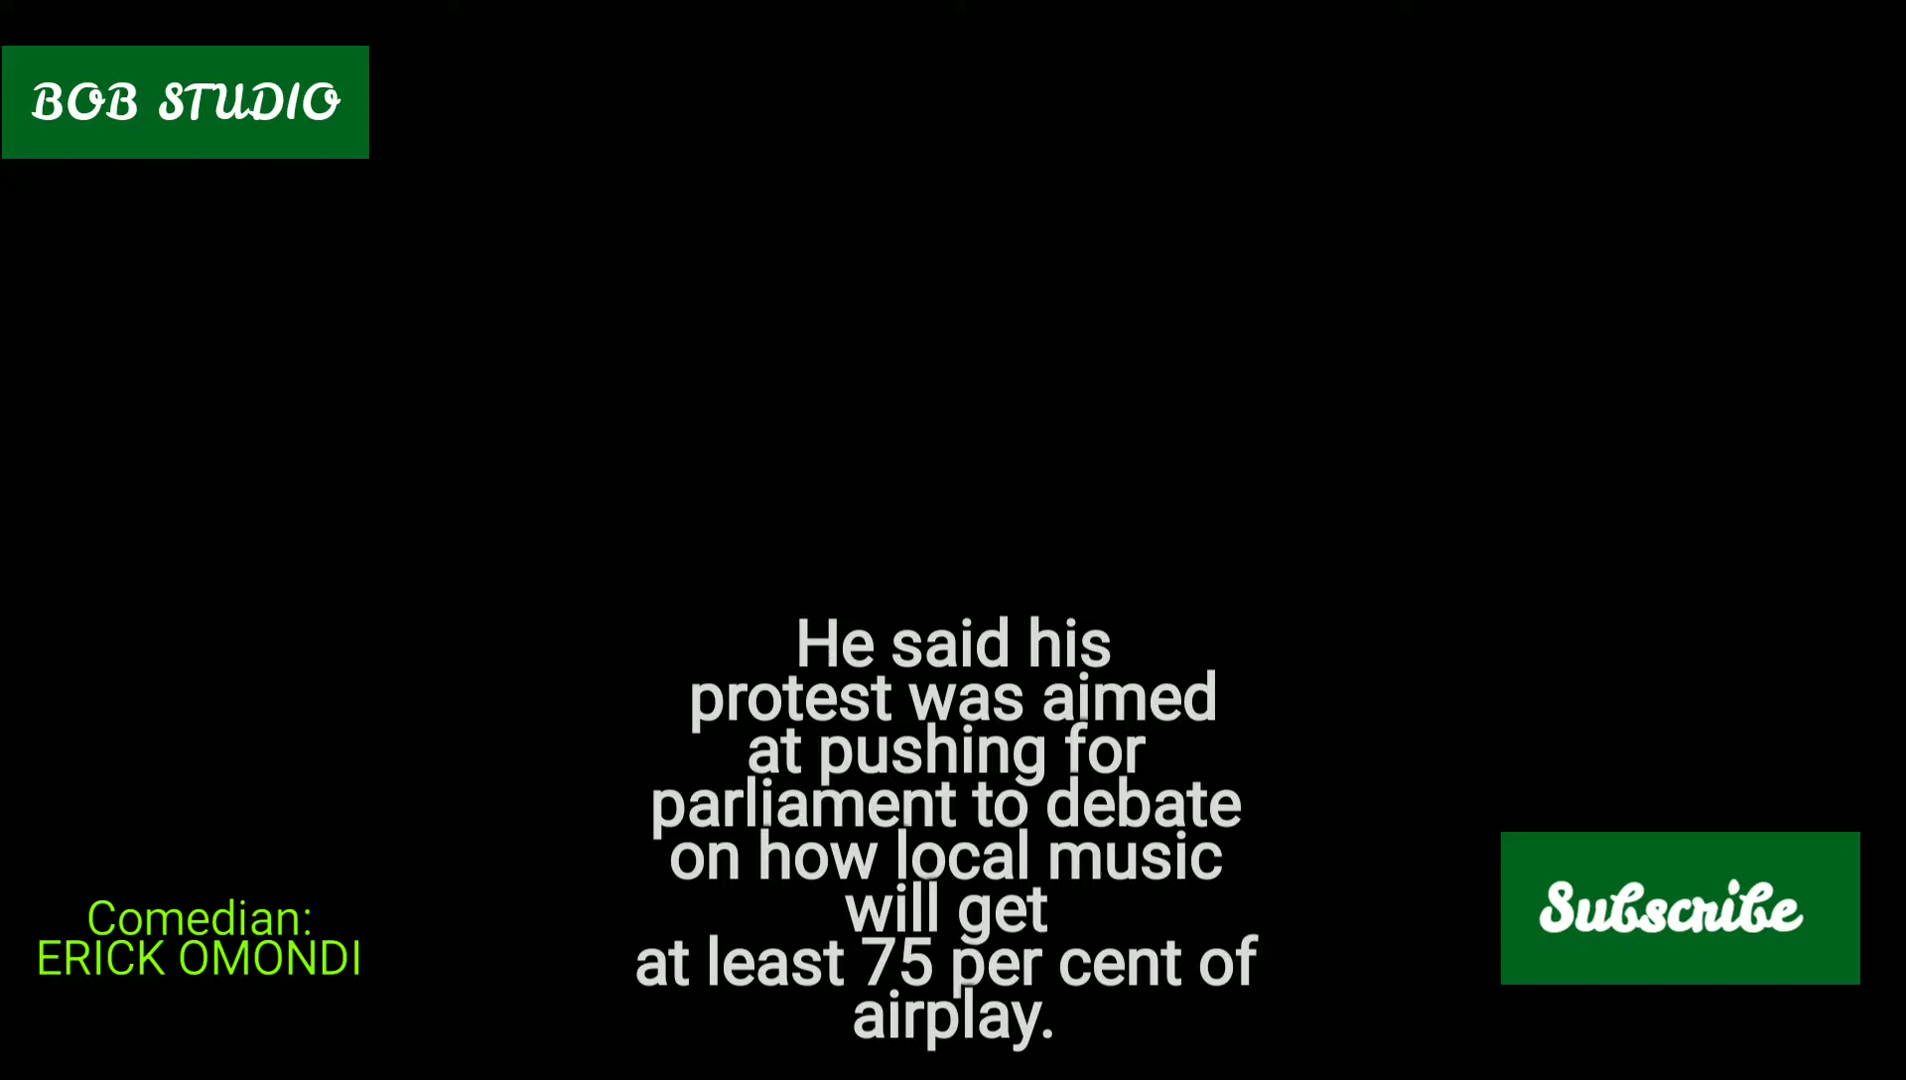 BOB STUDIO
He said his
protest was aimed
at pushing for
parliament to debate
on how local music
will get
at least 75 per cent of
airplay.
Comedian:
ERICK OMONDI
Subscribe